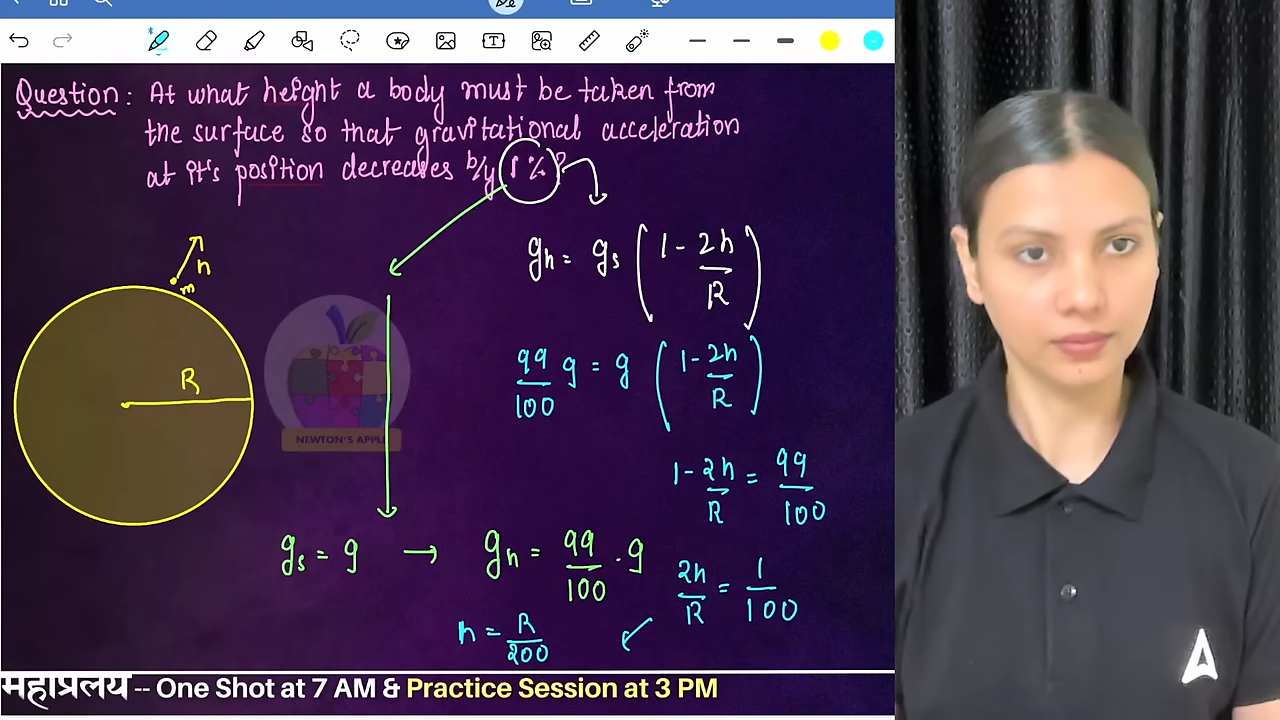 Question: At what height a body must be taken from
the surface so that gravitational acceleration
at it's position decreases b/y 1%?
h
m
R
NEWTON'S APPLE
gₕ = gₛ (1 - 2h/R)
99/100 g = g (1 - 2h/R)
1 - 2h/R = 99/100
gₛ = g → gₕ = 99/100 . g
2h/R = 1/100
h = R/200
महाप्रलय -- One Shot at 7 AM & Practice Session at 3 PM